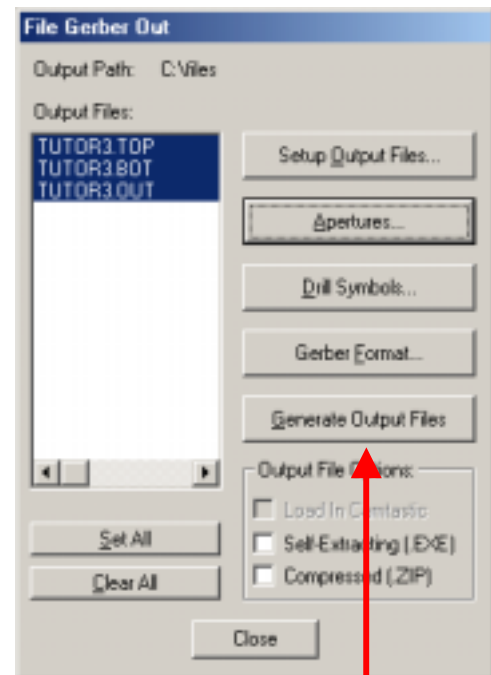 File Gerber Out
Output Path: C:\files
Output Files:
TUTOR3.TOP
TUTOR3.BOT
TUTOR3.OUT
Setup Output Files...
Apertures...
Drill Symbols...
Gerber Format...
Generate Output Files
Output File Options:
Load In Camtastic
Self-Extracting (.EXE)
Compressed (.ZIP)
Set All
Clear All
Close